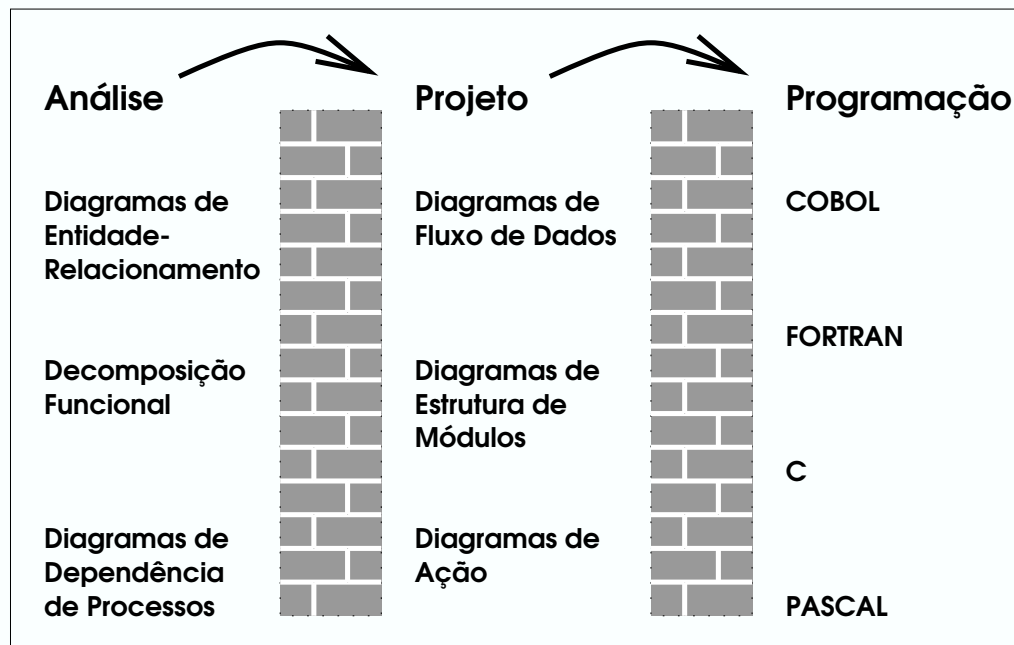 Análise
Projeto
Programação
Diagramas de
Entidade-
Relacionamento
Diagramas de
Fluxo de Dados
COBOL
FORTRAN
Decomposição
Funcional
Diagramas de
Estrutura de
Módulos
C
Diagramas de
Dependência
de Processos
Diagramas de
Ação
PASCAL